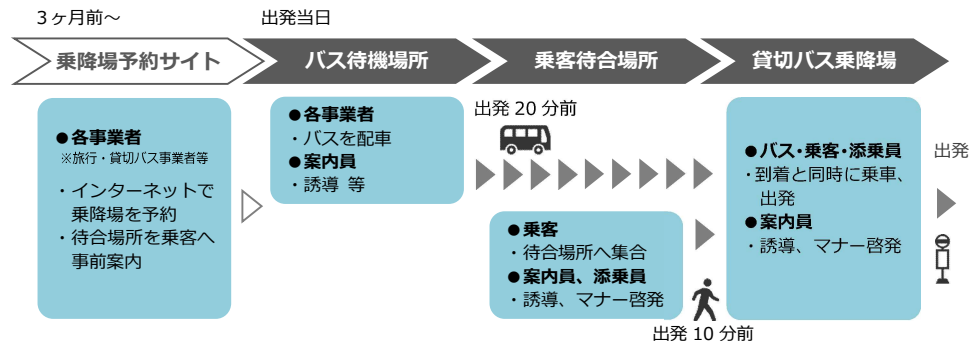 3ヶ月前～
出発当日
乗降場予約サイト
バス待機場所
乗客待合場所
貸切バス乗降場
●各事業者
※旅行・貸切バス事業者等
・インターネットで
乗降場を予約
・待合場所を乗客へ
事前案内
●各事業者
・バスを配車
●案内員
・誘導 等
出発 20 分前
●乗客
・待合場所へ集合
●案内員、添乗員
・誘導、マナー啓発
出発 10 分前
●バス・乗客・添乗員
・到着と同時に乗車、
出発
●案内員
・誘導、マナー啓発
出発